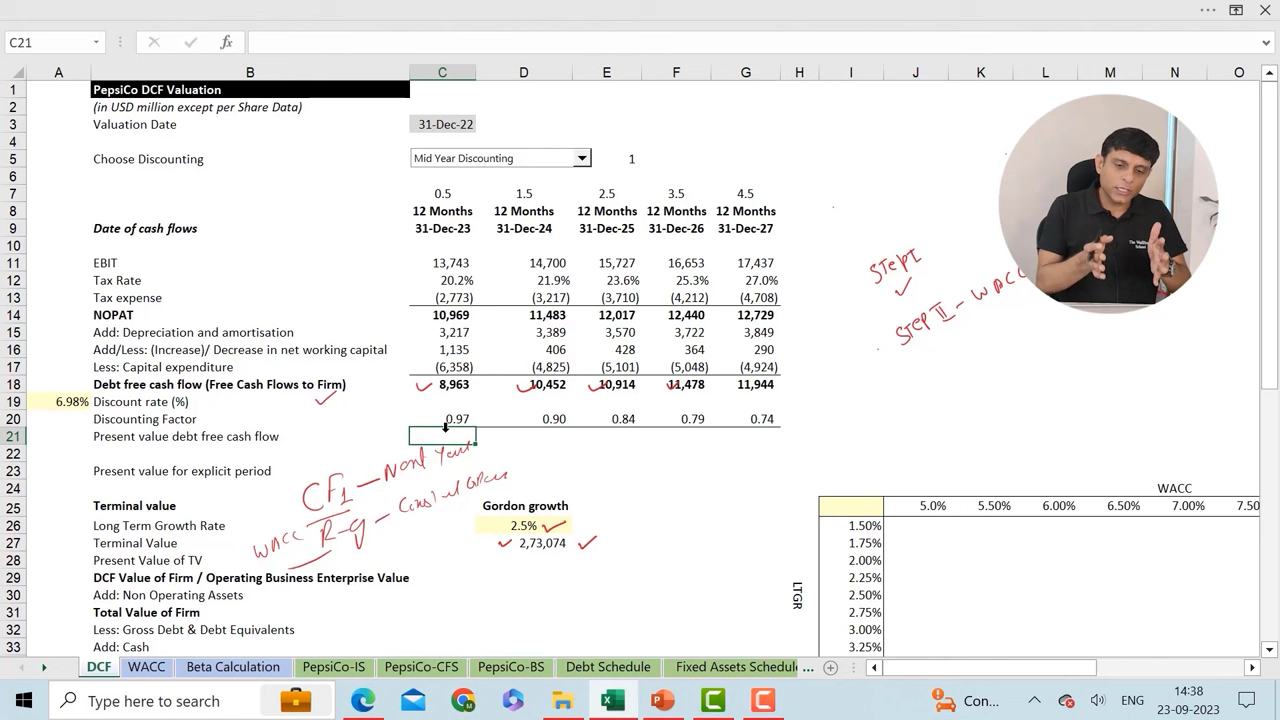 C21
fx
A B C D E F G H I J K L M N O
1 PepsiCo DCF Valuation
2 (in USD million except per Share Data)
3 Valuation Date 31-Dec-22
4
5 Choose Discounting Mid Year Discounting 1
6
7 0.5 1.5 2.5 3.5 4.5
8 12 Months 12 Months 12 Months 12 Months 12 Months
9 Date of cash flows 31-Dec-23 31-Dec-24 31-Dec-25 31-Dec-26 31-Dec-27
10
11 EBIT 13,743 14,700 15,727 16,653 17,437
12 Tax Rate 20.2% 21.9% 23.6% 25.3% 27.0%
13 Tax expense (2,773) (3,217) (3,710) (4,212) (4,708)
14 NOPAT 10,969 11,483 12,017 12,440 12,729
15 Add: Depreciation and amortisation 3,217 3,389 3,570 3,722 3,849
16 Add/Less: (Increase)/ Decrease in net working capital 1,135 406 428 364 290
17 Less: Capital expenditure (6,358) (4,825) (5,101) (5,048) (4,924)
18 Debt free cash flow (Free Cash Flows to Firm) 8,963 10,452 10,914 11,478 11,944
19 6.98% Discount rate (%)
20 Discounting Factor 0.97 0.90 0.84 0.79 0.74
21 Present value debt free cash flow
22
23 Present value for explicit period
24 WACC
25 Terminal value Gordon growth 5.0% 5.50% 6.00% 6.50% 7.00% 7.50
26 Long Term Growth Rate 2.5% 1.50%
27 Terminal Value 2,73,074 1.75%
28 Present Value of TV 2.00%
29 DCF Value of Firm / Operating Business Enterprise Value 2.25%
30 Add: Non Operating Assets 2.50%
31 Total Value of Firm 2.75%
32 Less: Gross Debt & Debt Equivalents 3.00%
33 Add: Cash 3.25%
LTGR
Step I
Step II - WACC
CF1 - Next Year
WACC R-g -
DCF WACC Beta Calculation PepsiCo-IS PepsiCo-CFS PepsiCo-BS Debt Schedule Fixed Assets Schedul ...
Type here to search
Con...
ENG
14:38
23-09-2023